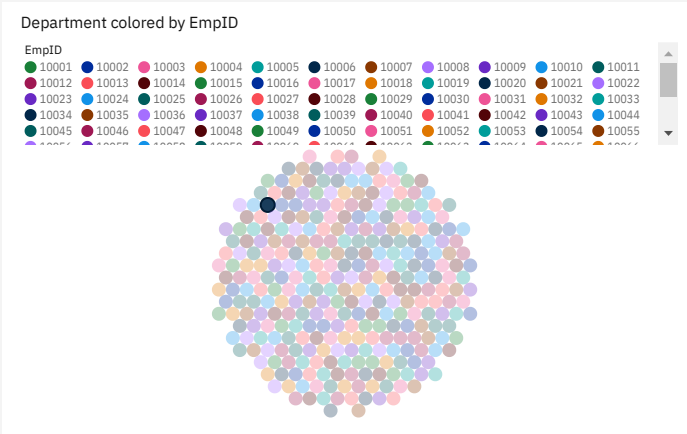 Department colored by EmpID
EmpID
10001 10002 10003 10004 10005 10006 10007 10008 10009 10010 10011
10012 10013 10014 10015 10016 10017 10018 10019 10020 10021 10022
10023 10024 10025 10026 10027 10028 10029 10030 10031 10032 10033
10034 10035 10036 10037 10038 10039 10040 10041 10042 10043 10044
10045 10046 10047 10048 10049 10050 10051 10052 10053 10054 10055